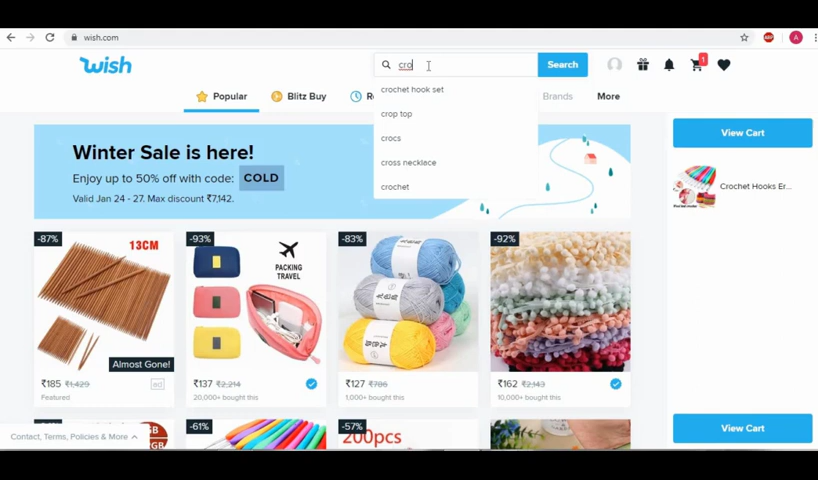 wish.com
A
wish
cro
Search
1
Popular
Blitz Buy
Brands
More
crochet hook set
crop top
crocs
cross necklace
crochet
View Cart
Crochet Hooks Er...
Winter Sale is here!
Enjoy up to 50% off with code: COLD
Valid Jan 24 - 27. Max discount ₹7,142.
-87%
13CM
Almost Gone!
₹185 ₹1,429
ad
Featured
-93%
PACKING
TRAVEL
₹137 ₹2,214
20,000+ bought this
-83%
₹127 ₹786
1,000+ bought this
-92%
₹162 ₹2,143
10,000+ bought this
-61%
-57%
200pcs
Contact, Terms, Policies & More
View Cart